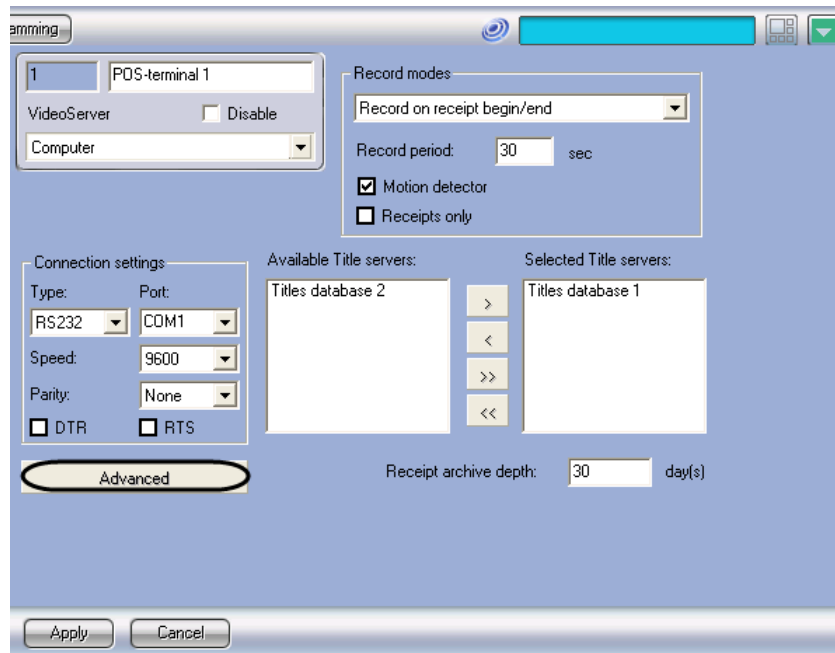 amming
1
POS-terminal 1
VideoServer
Disable
Computer
Record modes
Record on receipt begin/end
Record period:
30
sec
Motion detector
Receipts only
Connection settings
Type:
Port:
RS232
COM1
Speed:
9600
Parity:
None
DTR
RTS
Advanced
Available Title servers:
Titles database 2
>
<
>>
<<
Selected Title servers:
Titles database 1
Receipt archive depth:
30
day(s)
Apply
Cancel